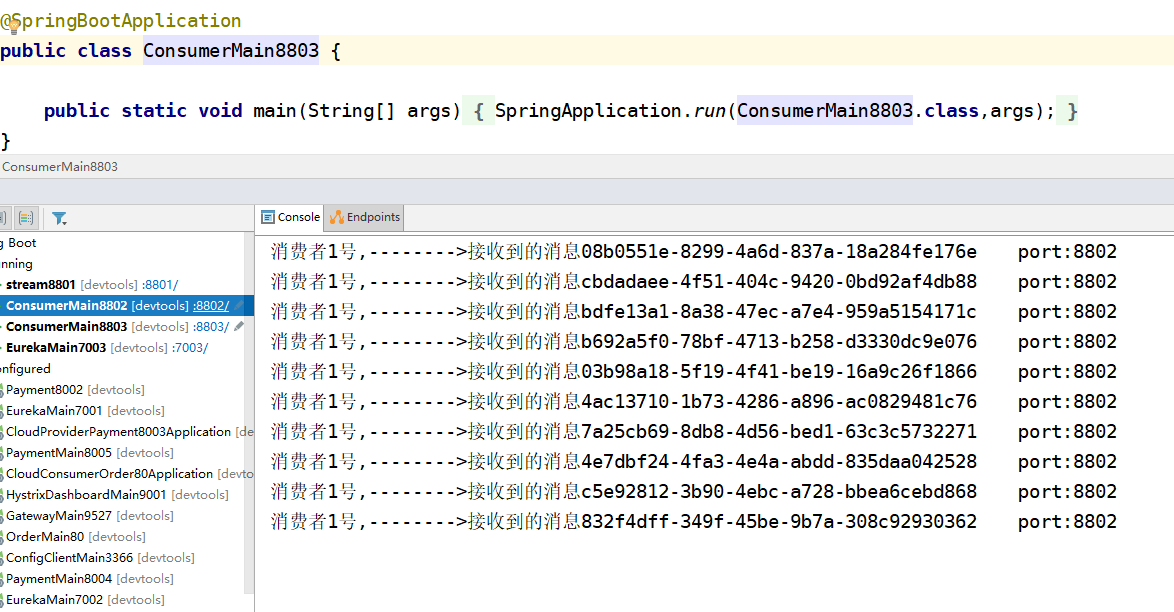 @SpringBootApplication
public class ConsumerMain8803 {
public static void main(String[] args) { SpringApplication.run(ConsumerMain8803.class,args); }
}
ConsumerMain8803
Console Endpoints
g Boot
nning
stream8801 [devtools] :8801/
ConsumerMain8802 [devtools] :8802/
ConsumerMain8803 [devtools] :8803/
EurekaMain7003 [devtools] :7003/
onfigured
Payment8002 [devtools]
EurekaMain7001 [devtools]
CloudProviderPayment8003Application [de
PaymentMain8005 [devtools]
CloudConsumerOrder80Application [devto
HystrixDashboardMain9001 [devtools]
GatewayMain9527 [devtools]
OrderMain80 [devtools]
ConfigClientMain3366 [devtools]
PaymentMain8004 [devtools]
EurekaMain7002 [devtools]
消费者1号,-------->接收到的消息08b0551e-8299-4a6d-837a-18a284fe176e port:8802
消费者1号,-------->接收到的消息cbdadaee-4f51-404c-9420-0bd92af4db88 port:8802
消费者1号,-------->接收到的消息bdfe13a1-8a38-47ec-a7e4-959a5154171c port:8802
消费者1号,-------->接收到的消息b692a5f0-78bf-4713-b258-d3330dc9e076 port:8802
消费者1号,-------->接收到的消息03b98a18-5f19-4f41-be19-16a9c26f1866 port:8802
消费者1号,-------->接收到的消息4ac13710-1b73-4286-a896-ac0829481c76 port:8802
消费者1号,-------->接收到的消息7a25cb69-8db8-4d56-bed1-63c3c5732271 port:8802
消费者1号,-------->接收到的消息4e7dbf24-4fa3-4e4a-abdd-835daa042528 port:8802
消费者1号,-------->接收到的消息c5e92812-3b90-4ebc-a728-bbea6cebd868 port:8802
消费者1号,-------->接收到的消息832f4dff-349f-45be-9b7a-308c92930362 port:8802